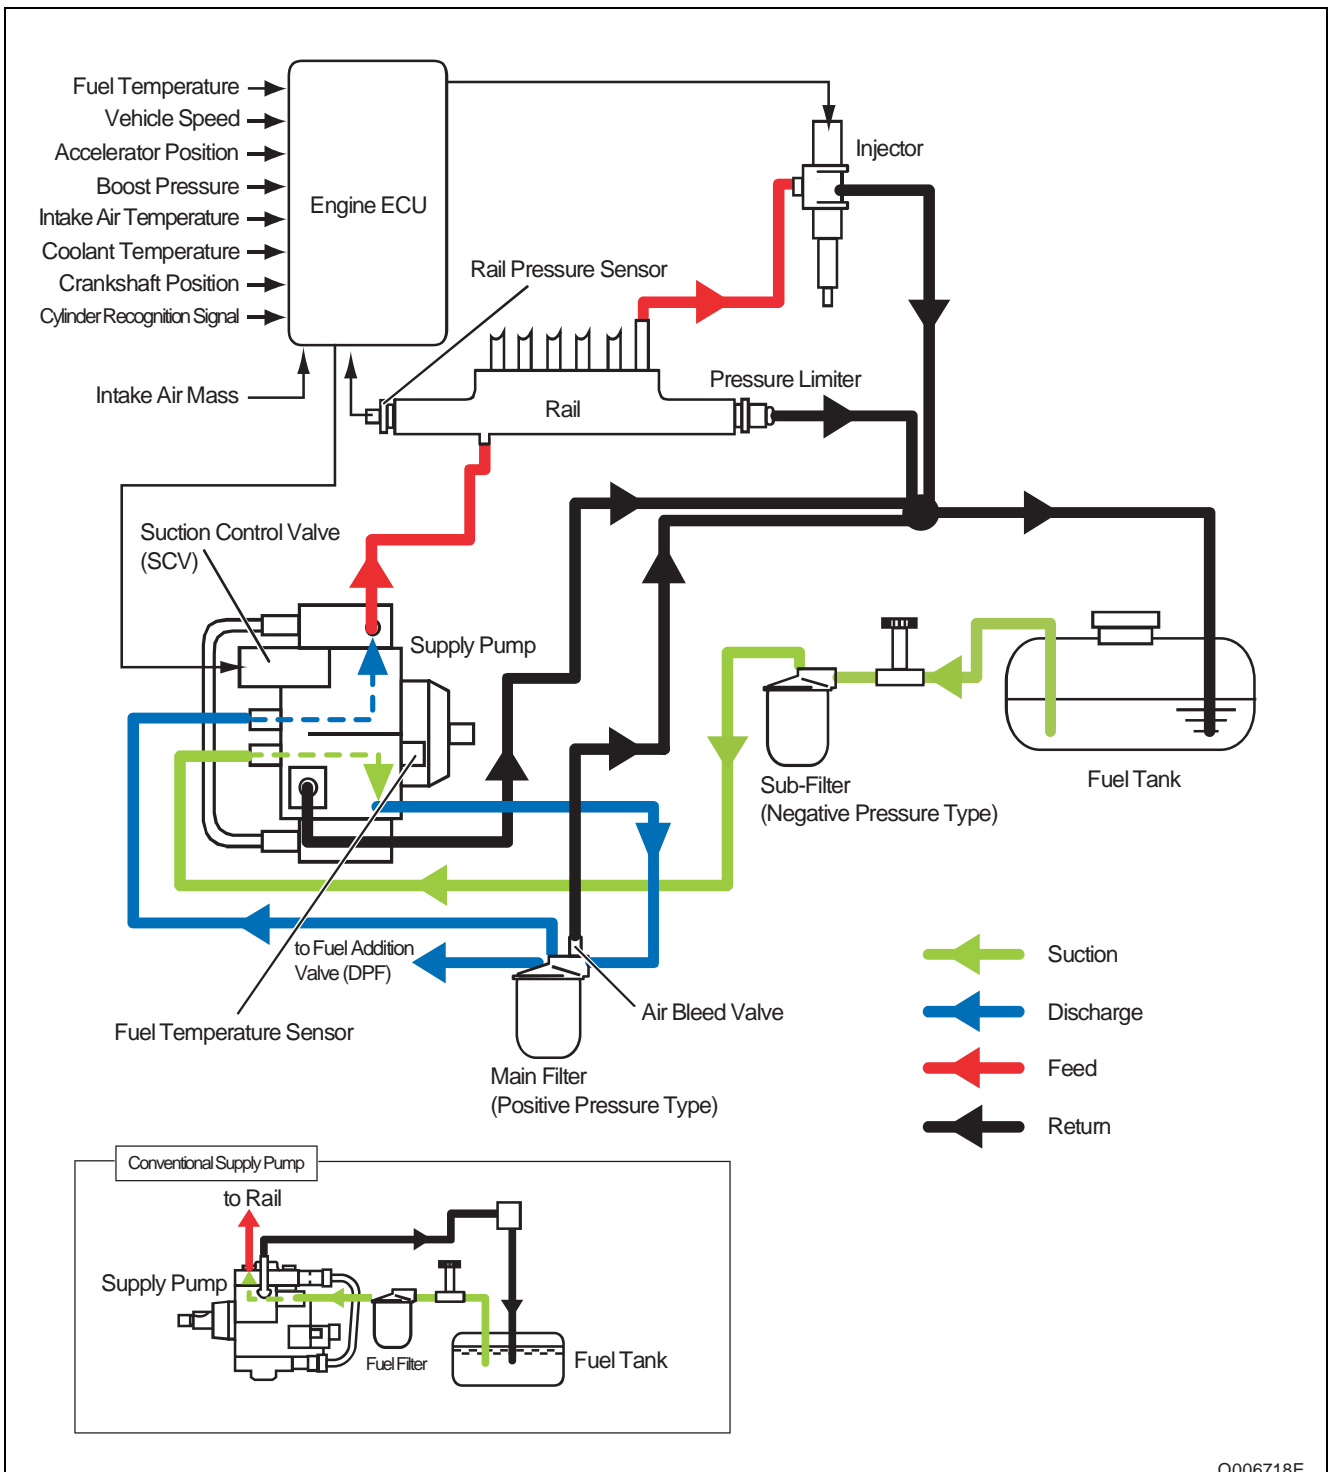 Fuel Temperature
Vehicle Speed
Accelerator Position
Boost Pressure
Intake Air Temperature
Coolant Temperature
Crankshaft Position
Cylinder Recognition Signal
Intake Air Mass
Engine ECU
Injector
Rail Pressure Sensor
Pressure Limiter
Rail
Suction Control Valve
(SCV)
Supply Pump
Sub-Filter
(Negative Pressure Type)
Fuel Tank
to Fuel Addition
Valve (DPF)
Fuel Temperature Sensor
Air Bleed Valve
Main Filter
(Positive Pressure Type)
Suction
Discharge
Feed
Return
Conventional Supply Pump
to Rail
Supply Pump
Fuel Filter
Fuel Tank
Q006718E